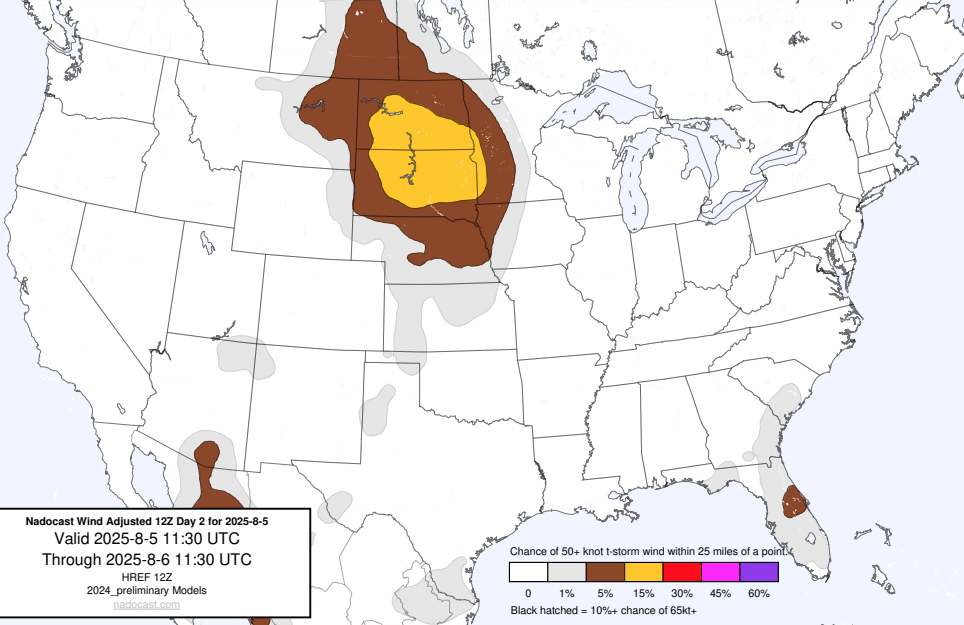 Nadocast Wind Adjusted 12Z Day 2 for 2025-8-5
Valid 2025-8-5 11:30 UTC
Through 2025-8-6 11:30 UTC
HREF 12Z
2024_preliminary Models
nadocast.com
Chance of 50+ knot t-storm wind within 25 miles of a point.
0 1% 5% 15% 30% 45% 60%
Black hatched = 10%+ chance of 65kt+